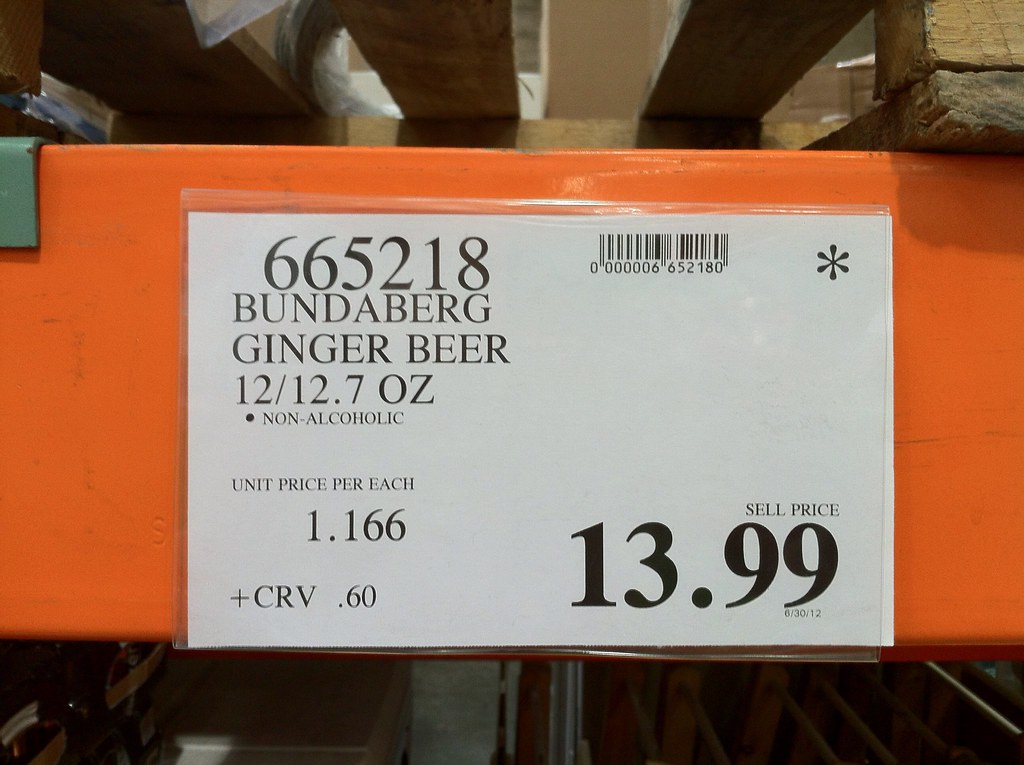 665218
BUNDABERG
GINGER BEER
12/12.7 OZ
• NON-ALCOHOLIC
UNIT PRICE PER EACH
1.166
+CRV .60
0 000006 652180
*
SELL PRICE
13.99
6/30/12